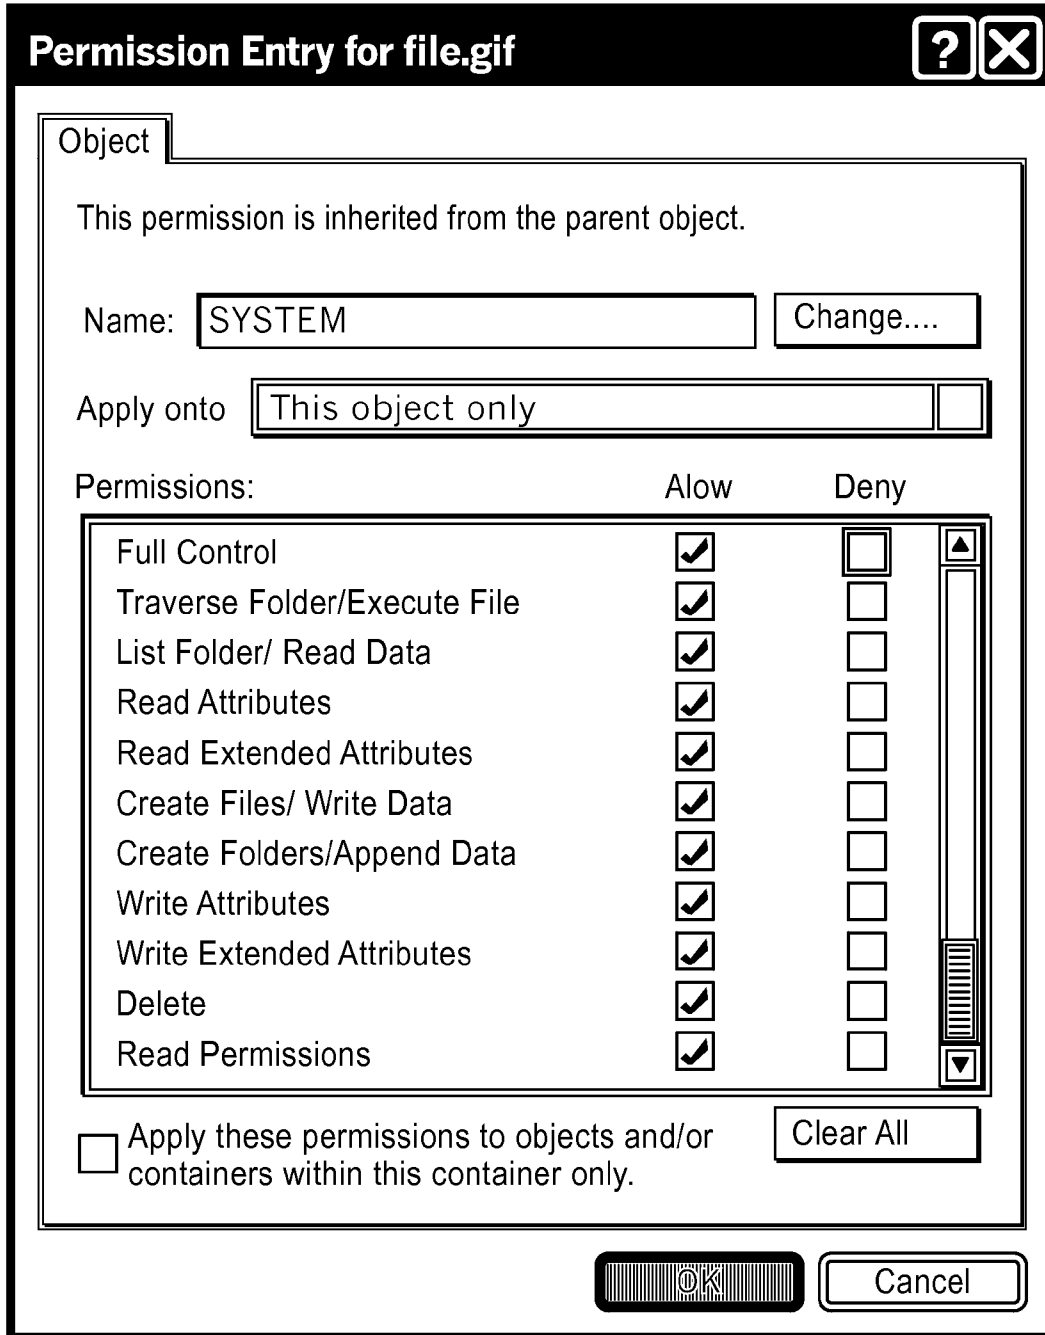 Permission Entry for file.gif ? X
Object
This permission is inherited from the parent object.
Name: SYSTEM Change....
Apply onto This object only
Permissions: Alow Deny
Full Control
Traverse Folder/Execute File
List Folder/ Read Data
Read Attributes
Read Extended Attributes
Create Files/ Write Data
Create Folders/Append Data
Write Attributes
Write Extended Attributes
Delete
Read Permissions
Apply these permissions to objects and/or
containers within this container only.
Clear All
OK Cancel